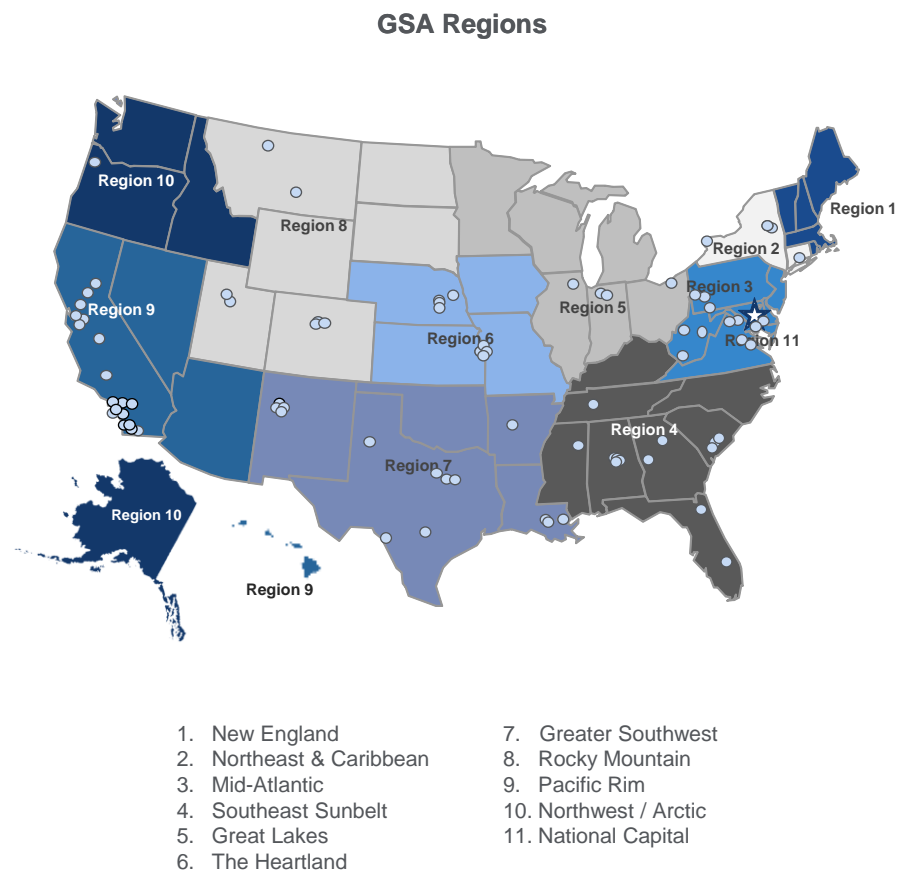 GSA Regions
Region 10
Region 1
Region 8
Region 2
Region 3
Region 9
Region 5
Region 6
Region 11
Region 4
Region 7
Region 10
Region 9
1. New England
2. Northeast & Caribbean
3. Mid-Atlantic
4. Southeast Sunbelt
5. Great Lakes
6. The Heartland
7. Greater Southwest
8. Rocky Mountain
9. Pacific Rim
10. Northwest / Arctic
11. National Capital